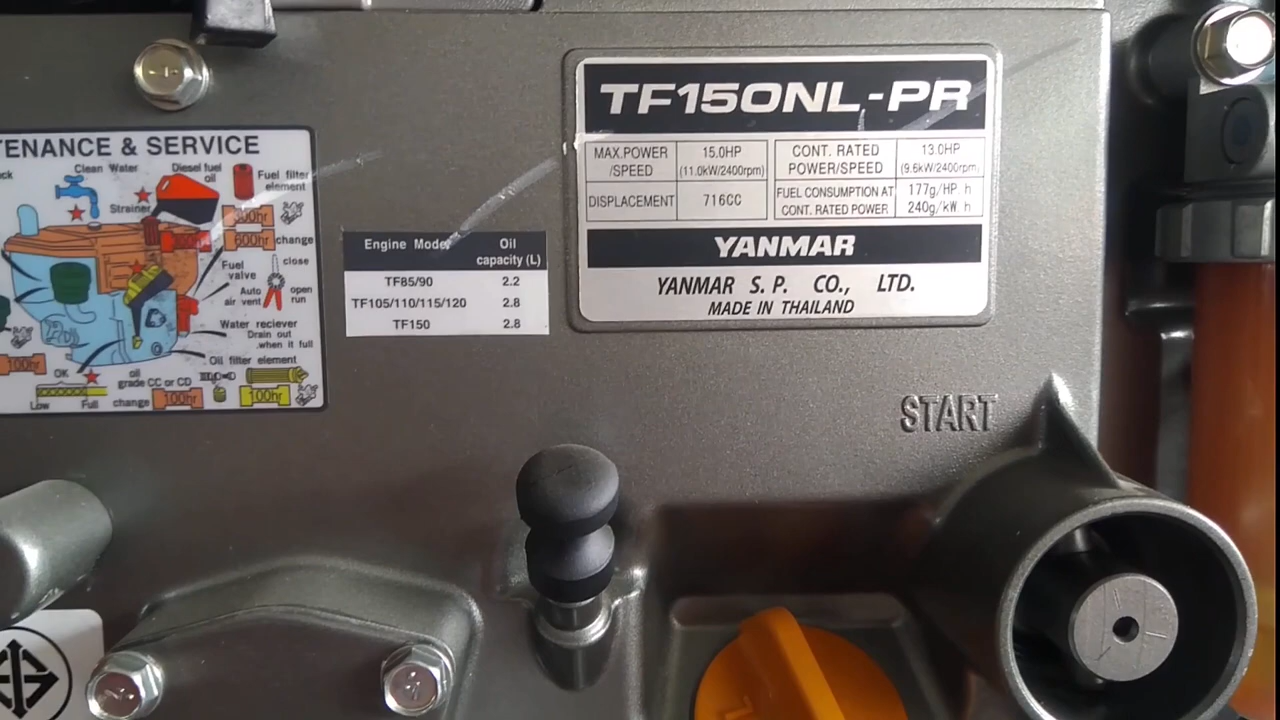 TENANCE & SERVICE
Clean Water
Diesel fuel
oil
Fuel filter
element
Strainer
change
Fuel
valve
close
Auto
air vent
open
run
Water reciever
Drain out
when it full
Oil filter element
OK
oil
grade CC or CD
Low
Full
change
100hr
100hr
100hr
Engine Model
Oil
capacity (L)
TF85/90 2.2
TF105/110/115/120 2.8
TF150 2.8
TF150NL-PR
MAX.POWER
/SPEED
15.0HP
(11.0kW/2400rpm)
CONT. RATED
POWER/SPEED
13.0HP
(9.6kW/2400rpm)
DISPLACEMENT
716CC
FUEL CONSUMPTION AT
CONT. RATED POWER
177g/HP h
240g/kW h
YANMAR
YANMAR S. P. CO., LTD.
MADE IN THAILAND
START